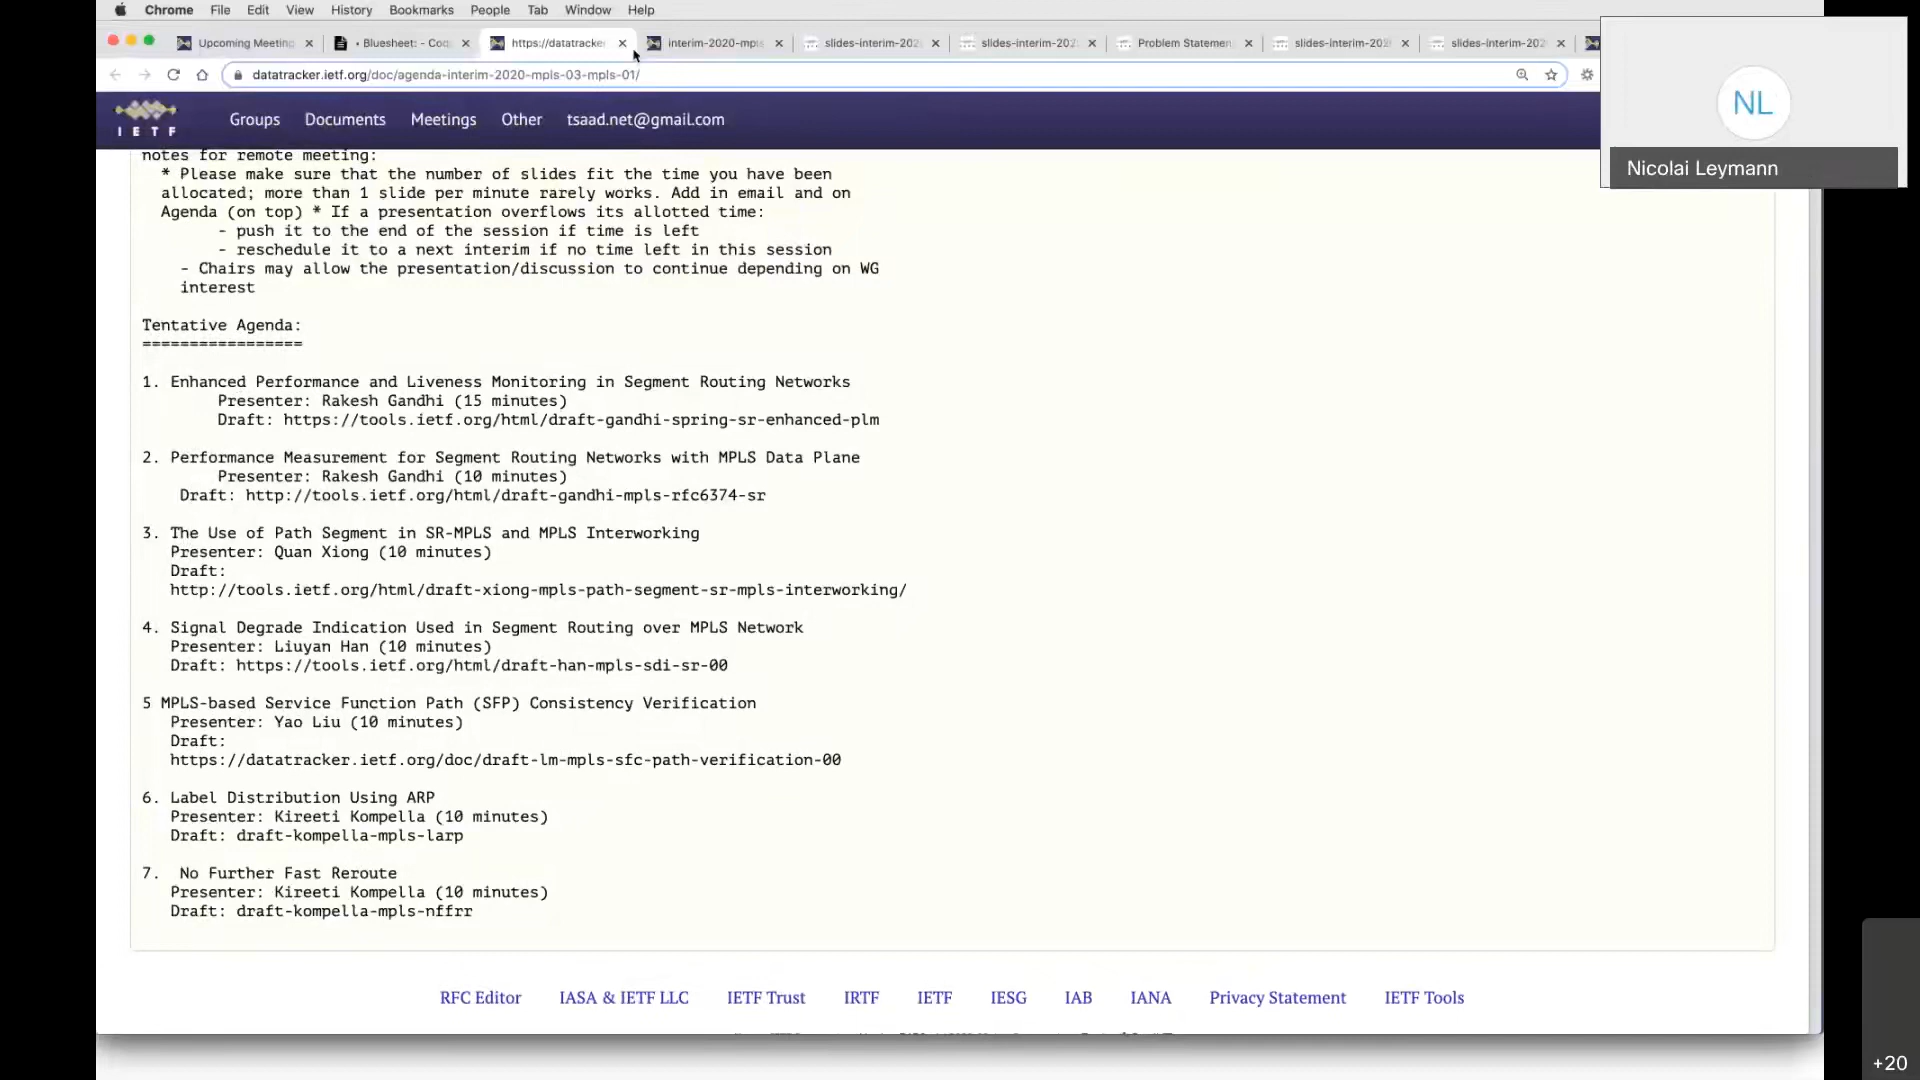 Chrome File Edit View History Bookmarks People Tab Window Help
Upcoming Meeting
• Bluesheet: - Cod
https://datatracke
interim-2020-mpls
slides-interim-202
slides-interim-202
Problem Statemen
slides-interim-202
slides-interim-202
datatracker.ietf.org/doc/agenda-interim-2020-mpls-03-mpls-01/
I E T F
Groups Documents Meetings Other tsaad.net@gmail.com
NL
Nicolai Leymann
notes for remote meeting:
* Please make sure that the number of slides fit the time you have been
allocated; more than 1 slide per minute rarely works. Add in email and on
Agenda (on top) * If a presentation overflows its allotted time:
- push it to the end of the session if time is left
- reschedule it to a next interim if no time left in this session
- Chairs may allow the presentation/discussion to continue depending on WG
interest
Tentative Agenda:
=================
1. Enhanced Performance and Liveness Monitoring in Segment Routing Networks
Presenter: Rakesh Gandhi (15 minutes)
Draft: https://tools.ietf.org/html/draft-gandhi-spring-sr-enhanced-plm
2. Performance Measurement for Segment Routing Networks with MPLS Data Plane
Presenter: Rakesh Gandhi (10 minutes)
Draft: http://tools.ietf.org/html/draft-gandhi-mpls-rfc6374-sr
3. The Use of Path Segment in SR-MPLS and MPLS Interworking
Presenter: Quan Xiong (10 minutes)
Draft:
http://tools.ietf.org/html/draft-xiong-mpls-path-segment-sr-mpls-interworking/
4. Signal Degrade Indication Used in Segment Routing over MPLS Network
Presenter: Liuyan Han (10 minutes)
Draft: https://tools.ietf.org/html/draft-han-mpls-sdi-sr-00
5 MPLS-based Service Function Path (SFP) Consistency Verification
Presenter: Yao Liu (10 minutes)
Draft:
https://datatracker.ietf.org/doc/draft-lm-mpls-sfc-path-verification-00
6. Label Distribution Using ARP
Presenter: Kireeti Kompella (10 minutes)
Draft: draft-kompella-mpls-larp
7. No Further Fast Reroute
Presenter: Kireeti Kompella (10 minutes)
Draft: draft-kompella-mpls-nffrr
RFC Editor IASA & IETF LLC IETF Trust IRTF IETF IESG IAB IANA Privacy Statement IETF Tools
+20